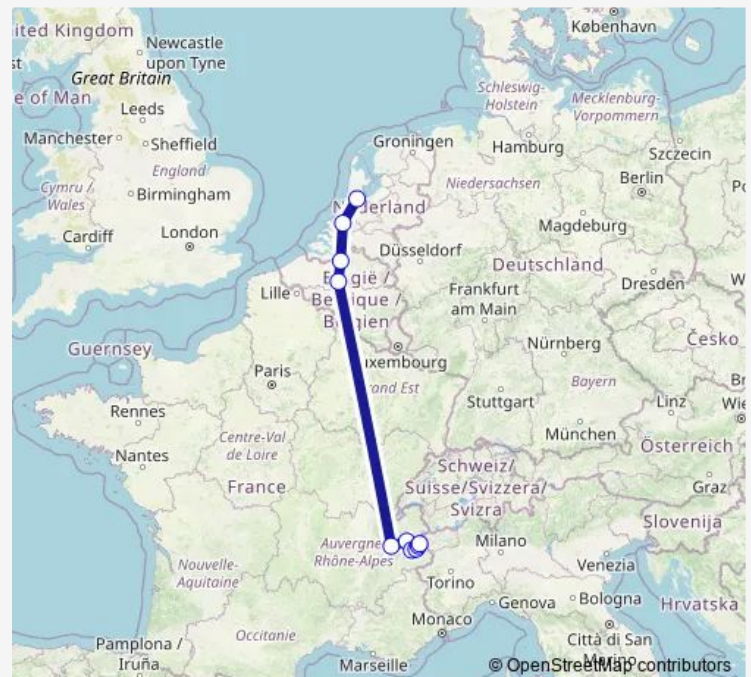 København
United Kingdom
Newcastle
upon Tyne
Great Britain
Schleswig-
Holstein
Mecklenburg-
Vorpommern
Leeds
Manchester
Sheffield
Groningen
Hamburg
Szczecin
England
Cymru /
Wales
Birmingham
Niedersachsen
Berlin
Nederland
Cardiff
London
Magdeburg
Düsseldorf
Deutschland
Lille
België /
Belgique /
Belgien
Frankfurt
am Main
Dresden
Guernsey
Luxembourg
Česko
Paris
Grand Est
Nürnberg
Bayern
Rennes
Stuttgart
Linz
Centre-Val
de Loire
München
Nantes
Österreich
France
Schweiz/
Suisse/Svizzera/
Svizra
Graz
Slovenija
Auvergne
Rhône-Alpes
Milano
Nouvelle-
Aquitaine
Torino
Venezia
Genova
Bologna
Hrvatska
Monaco
Occitanie
Pamplona /
Iruña
Marseille
Città di San
Marino
© OpenStreetMap contributors